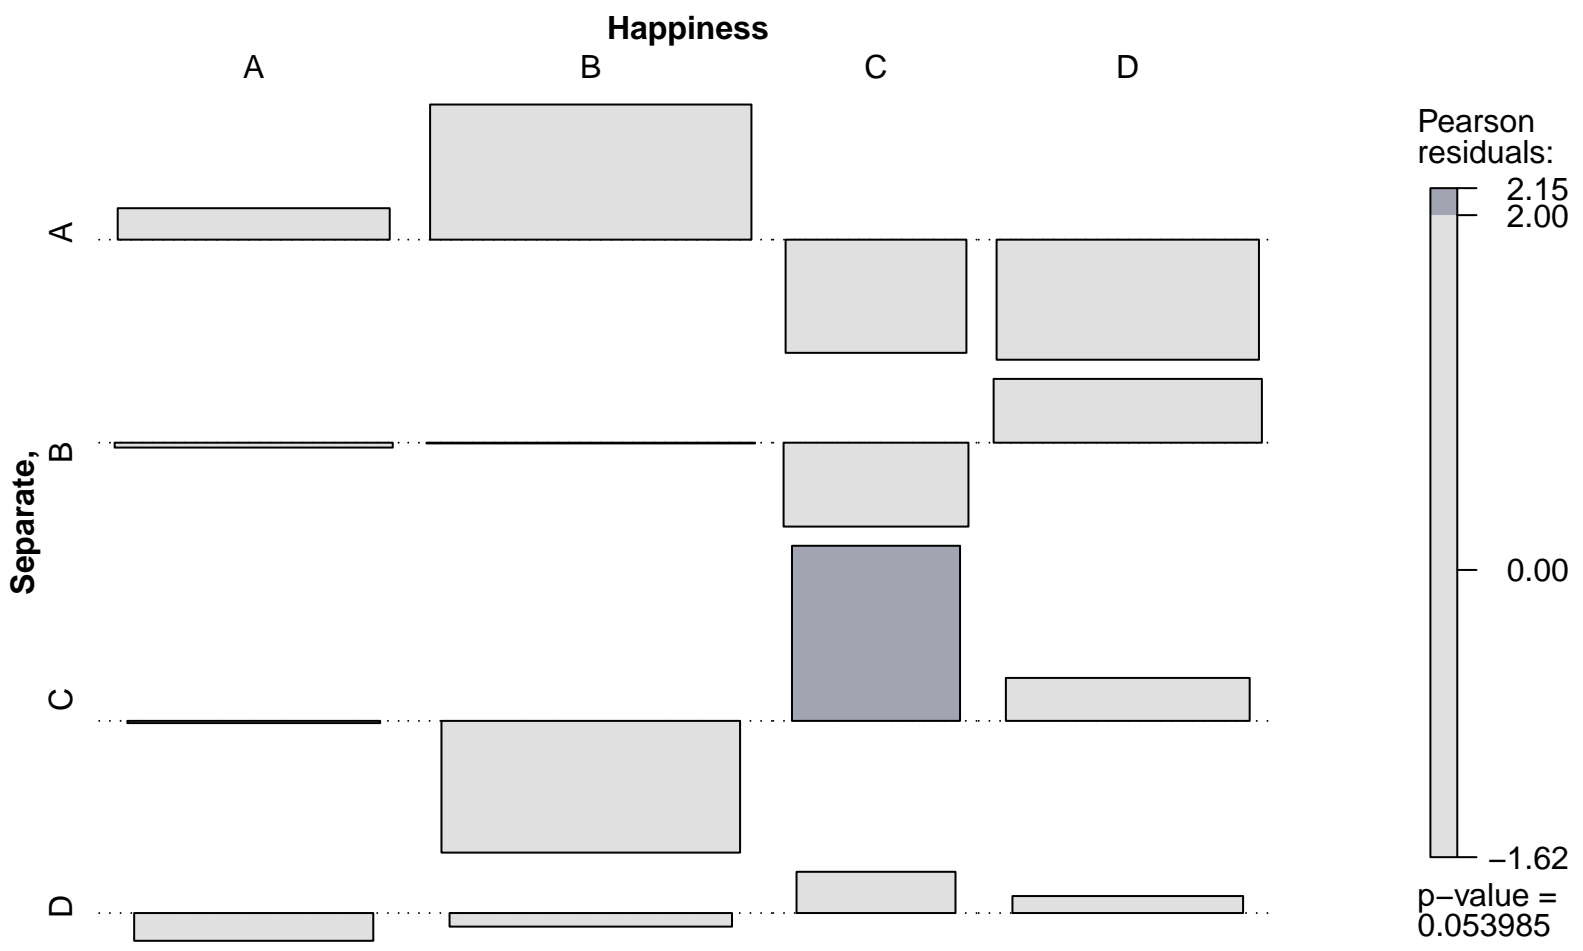 Happiness
A B C D
Separate,
A
B
C
D
Pearson
residuals:
2.15
2.00
0.00
−1.62
p−value =
0.053985